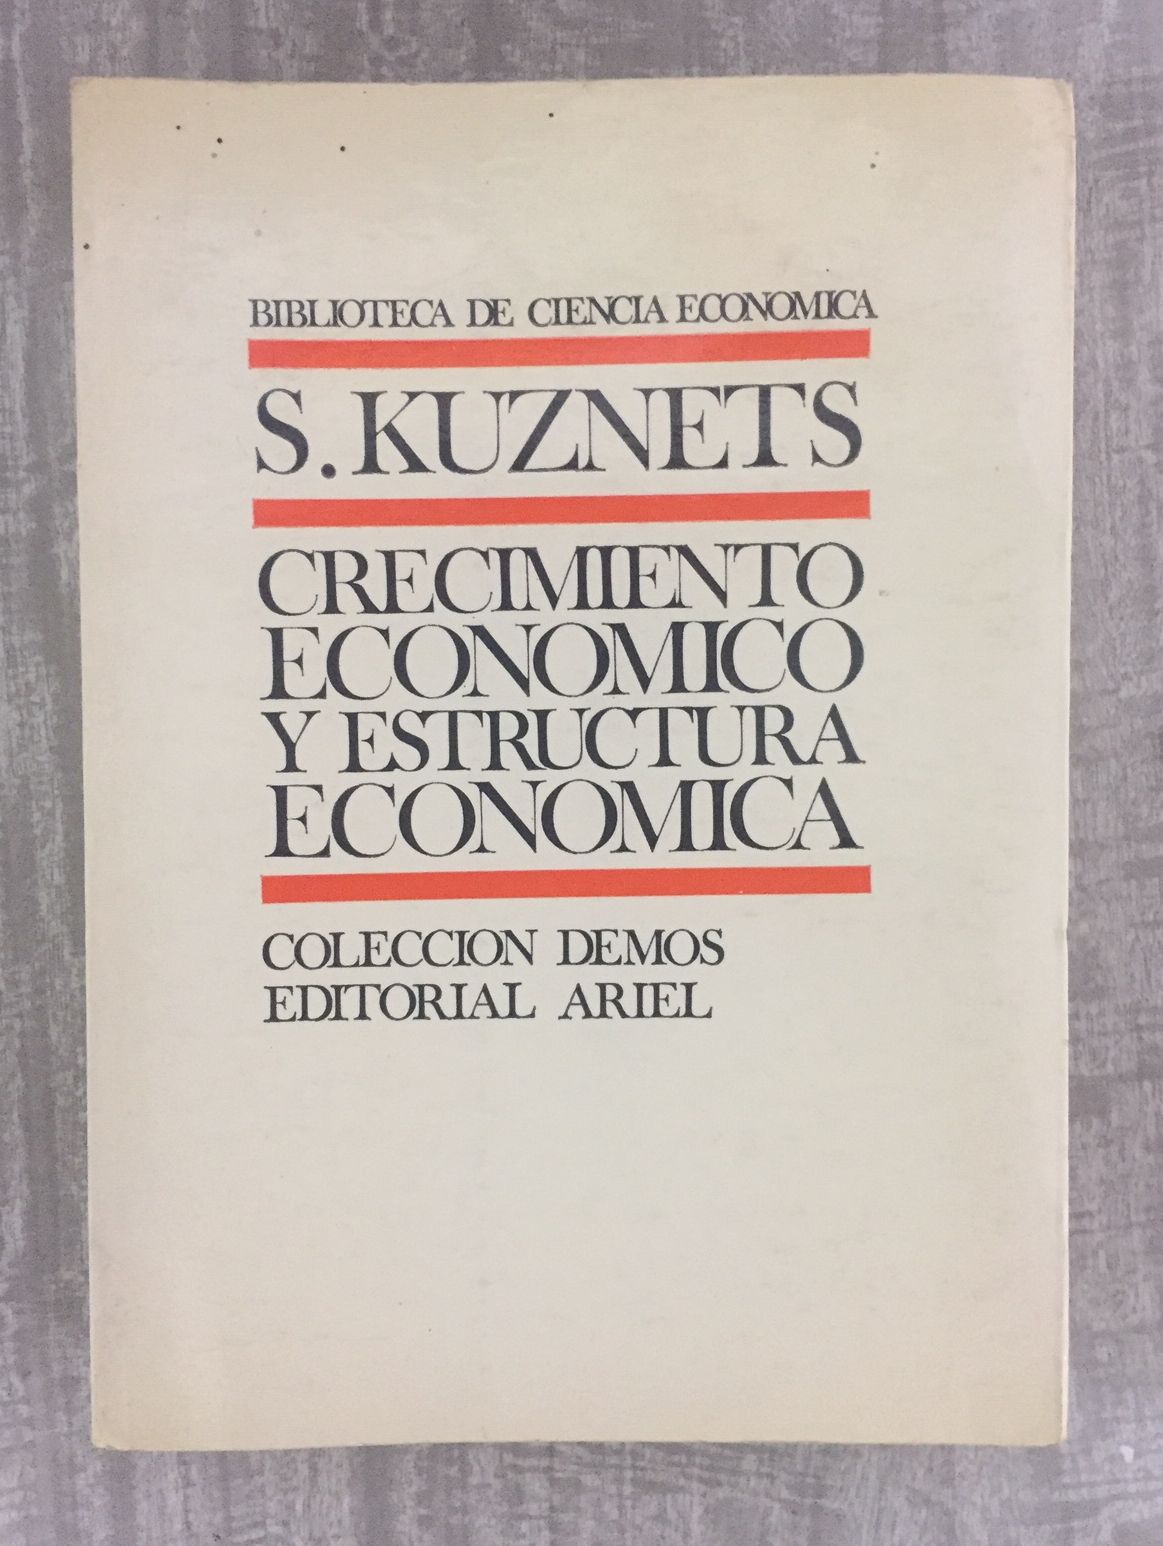 BIBLIOTECA DE CIENCIA ECONOMICA
S. KUZNETS
CRECIMIENTO
ECONOMICO
Y ESTRUCTURA
ECONOMICA
COLECCION DEMOS
EDITORIAL ARIEL